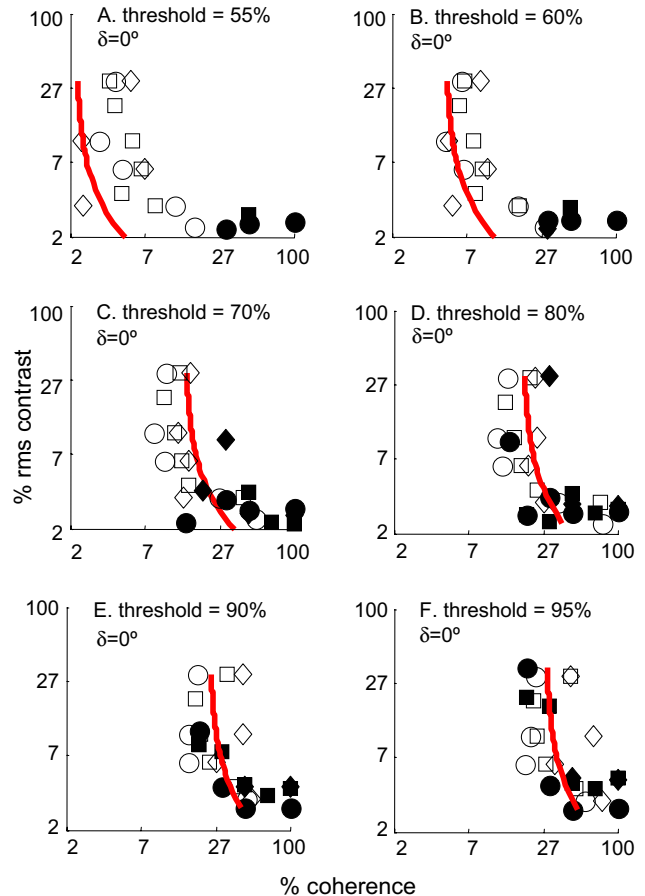 A. threshold = 55%
δ=0º
B. threshold = 60%
δ=0º
100
27
7
2
2 7 27 100
100
27
7
2
2 7 27 100
C. threshold = 70%
δ=0º
D. threshold = 80%
δ=0º
100
27
7
2
2 7 27 100
100
27
7
2
2 7 27 100
% rms contrast
E. threshold = 90%
δ=0º
F. threshold = 95%
δ=0º
100
27
7
2
2 7 27 100
100
27
7
2
2 7 27 100
% coherence